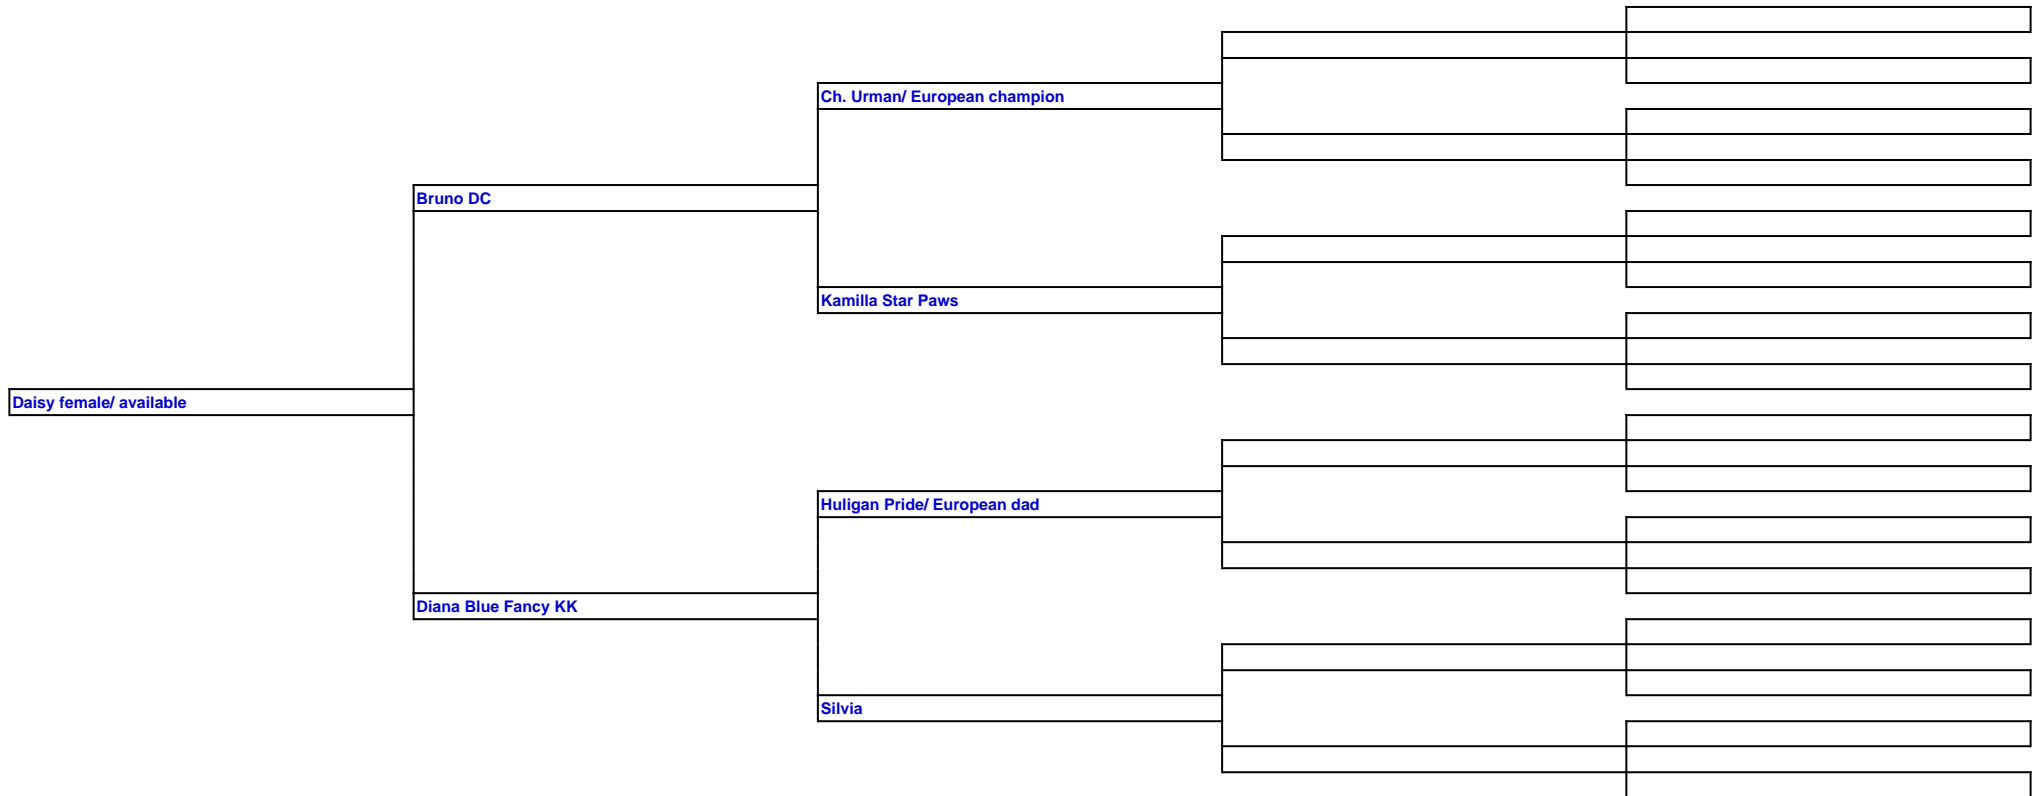 Ch. Urman/ European champion
Bruno DC
Kamilla Star Paws
Daisy female/ available
Huligan Pride/ European dad
Diana Blue Fancy KK
Silvia